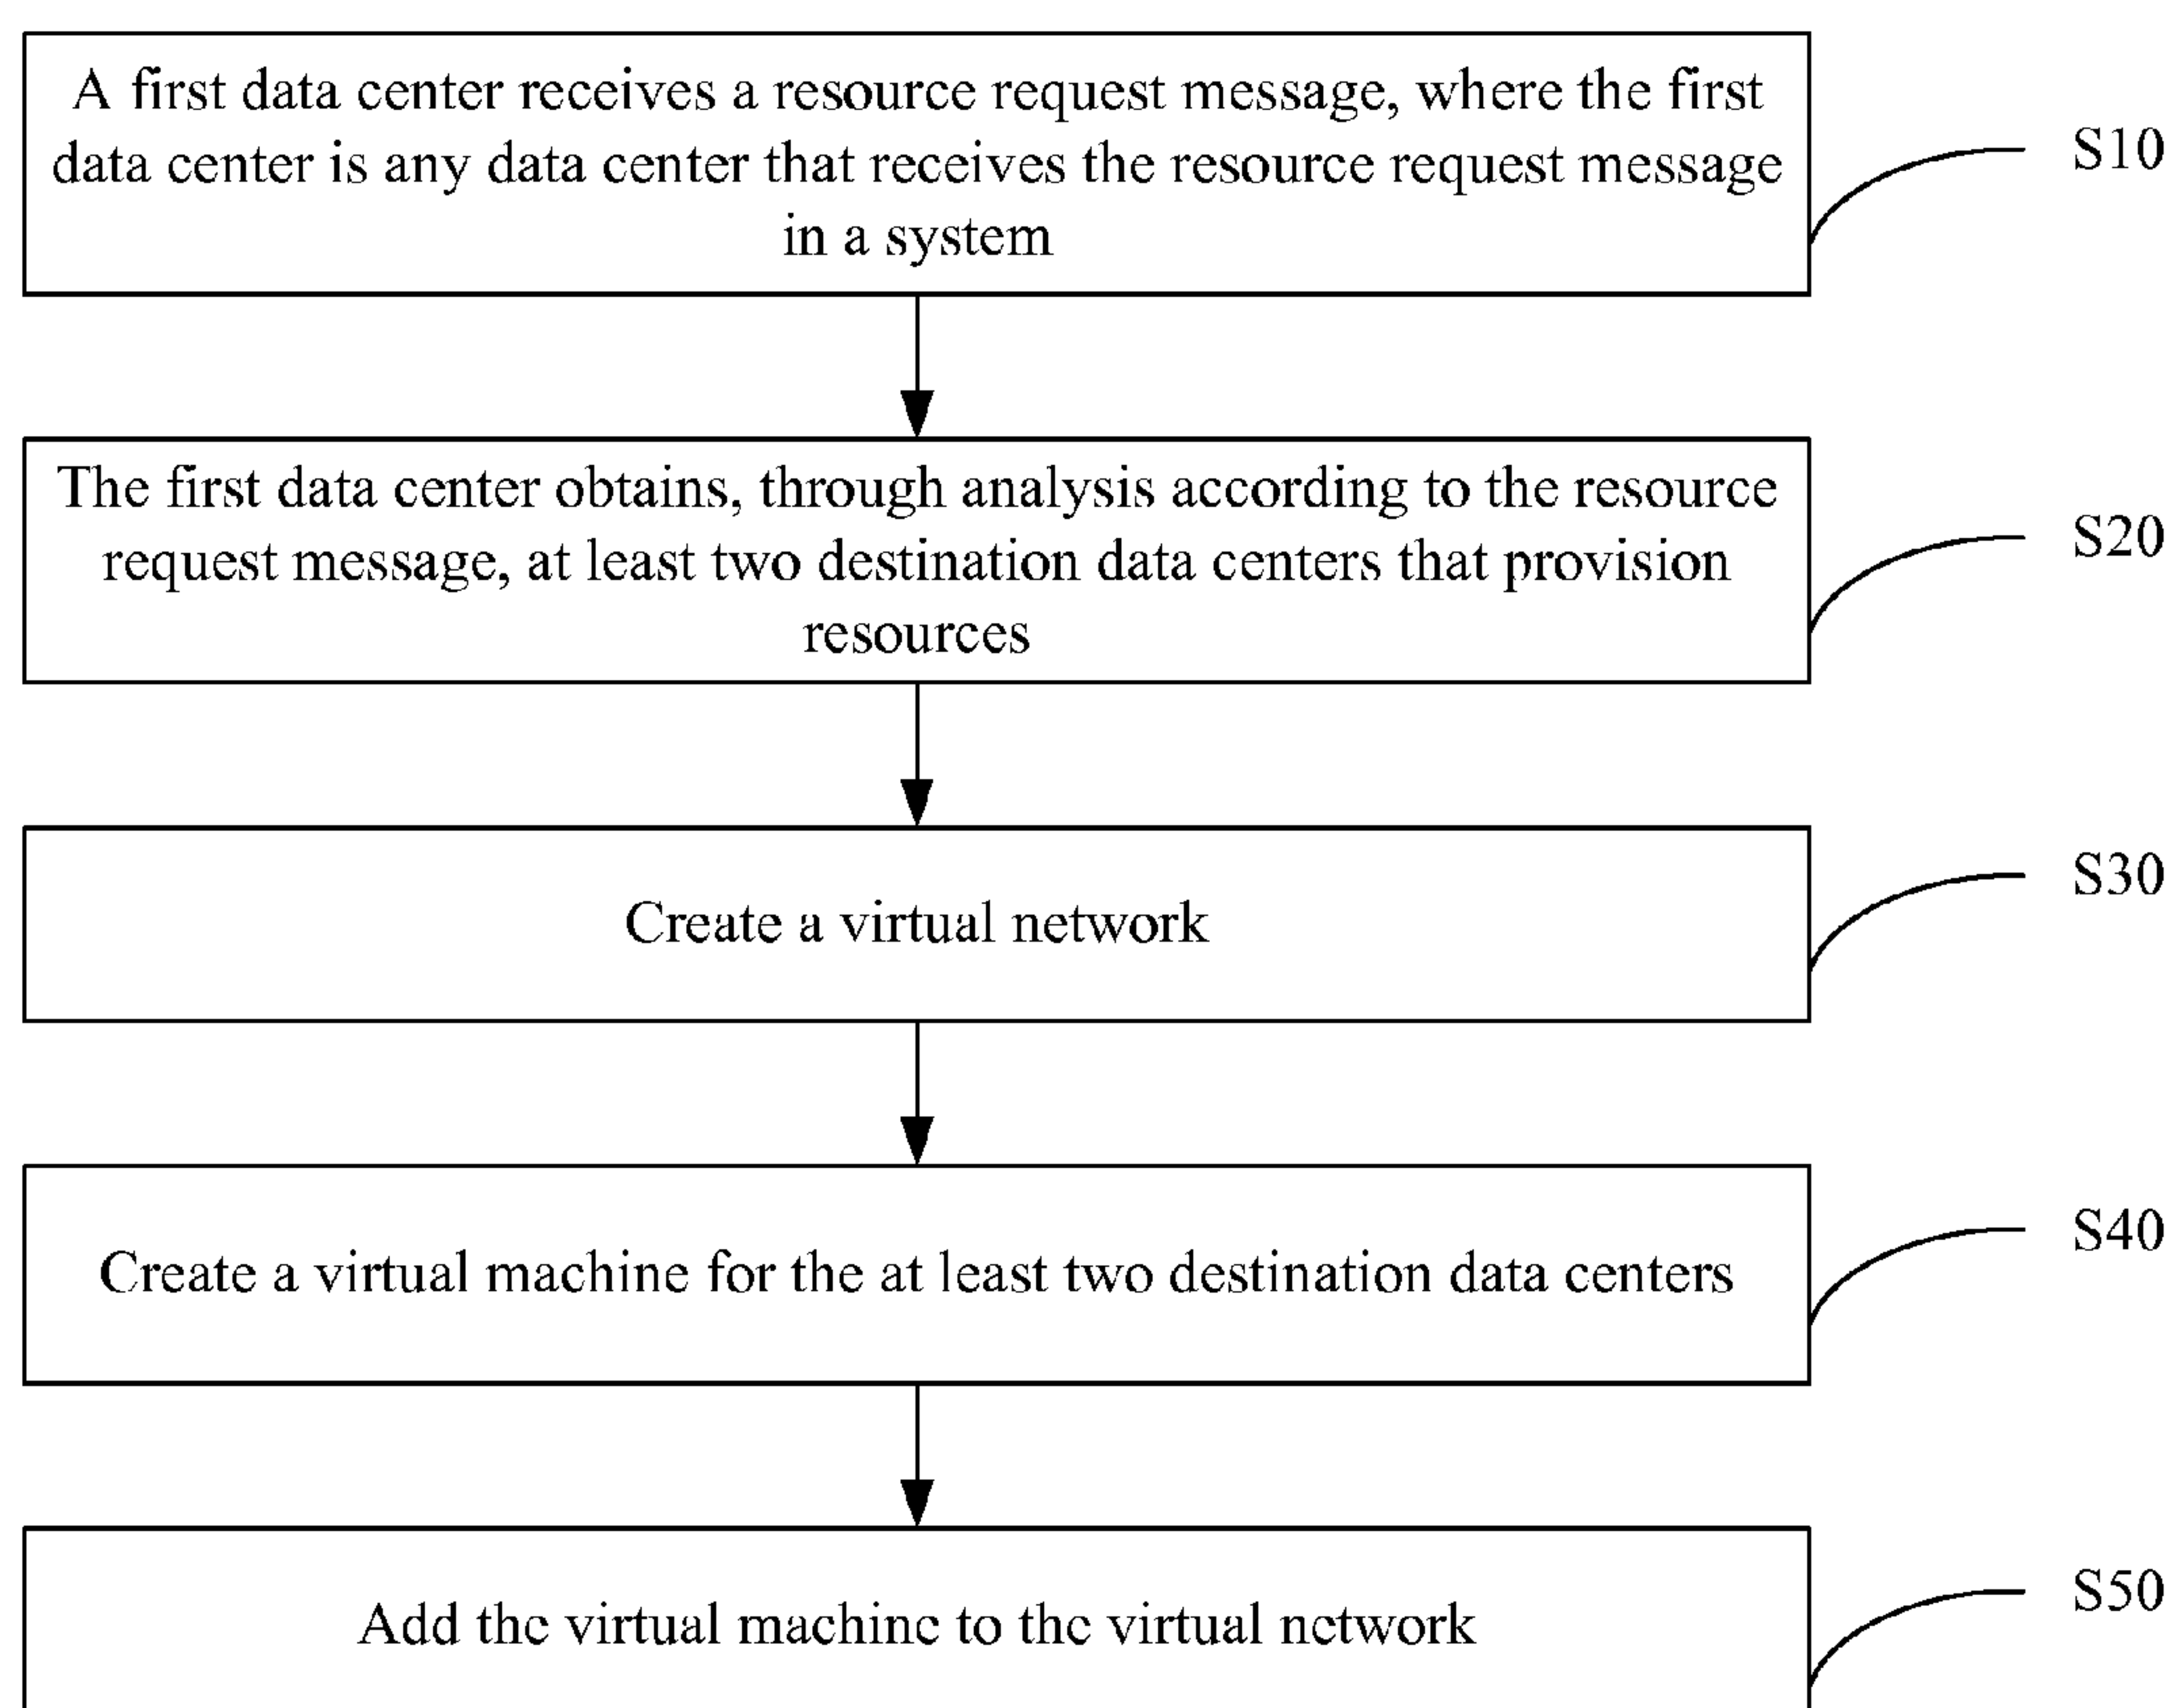 A first data center receives a resource request message, where the first
data center is any data center that receives the resource request message
in a system
S10
The first data center obtains, through analysis according to the resource
request message, at least two destination data centers that provision
resources
S20
Create a virtual network
S30
Create a virtual machine for the at least two destination data centers
S40
Add the virtual machine to the virtual network
S50